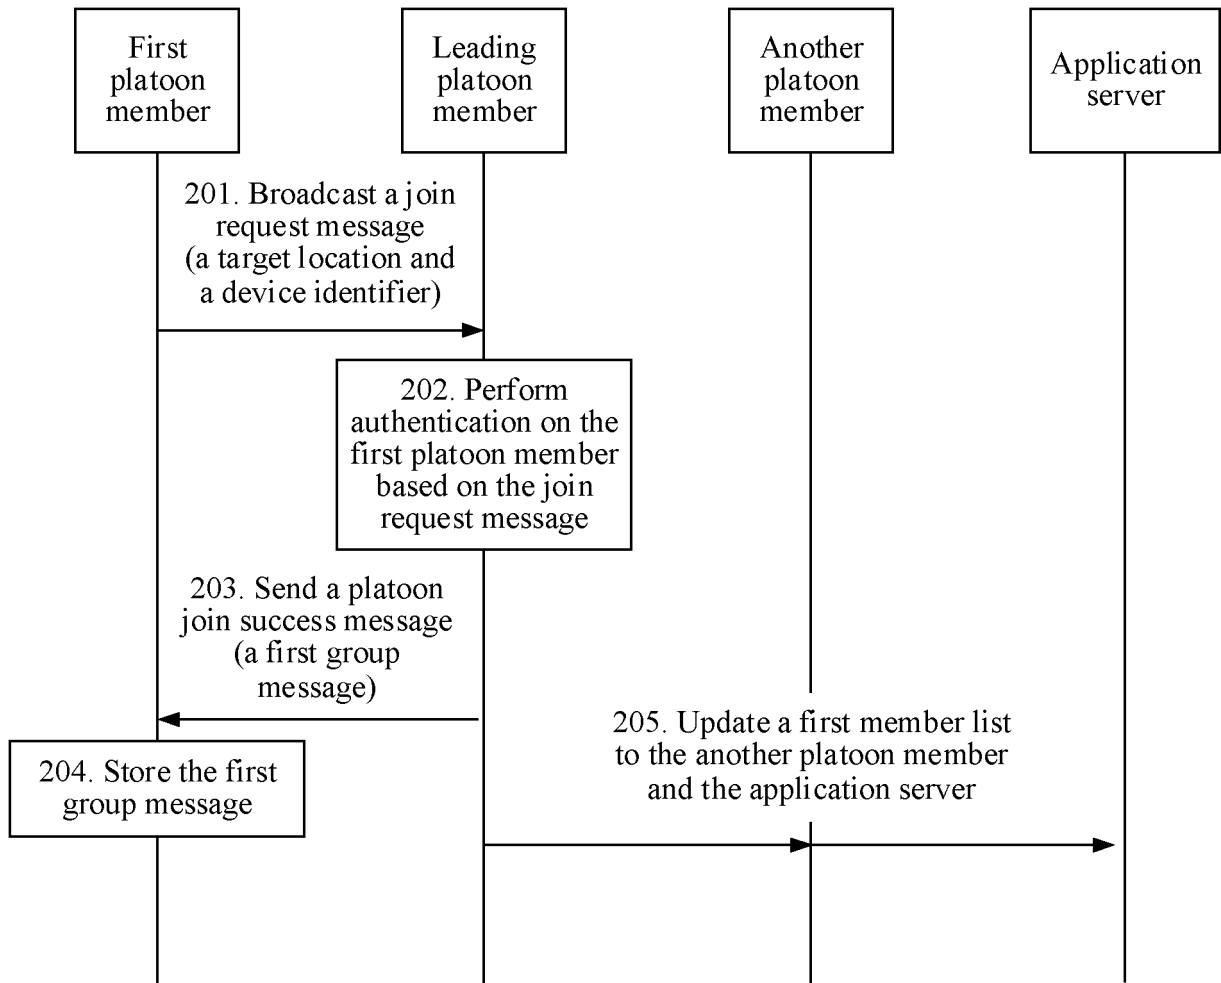 First
platoon
member
Leading
platoon
member
Another
platoon
member
Application
server
201. Broadcast a join
request message
(a target location and
a device identifier)
202. Perform
authentication on the
first platoon member
based on the join
request message
203. Send a platoon
join success message
(a first group
message)
204. Store the first
group message
205. Update a first member list
to the another platoon member
and the application server